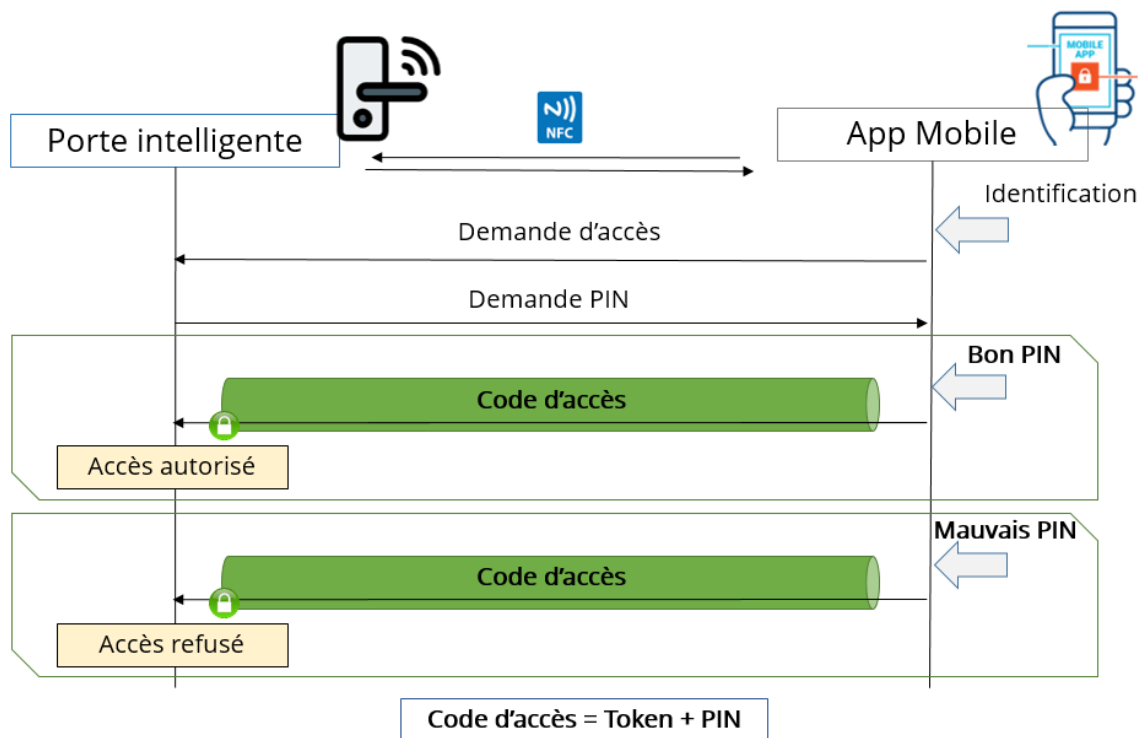 MOBILE
APP
NFC
Porte intelligente
App Mobile
Identification
Demande d'accès
Demande PIN
Bon PIN
Code d'accès
Accès autorisé
Mauvais PIN
Code d'accès
Accès refusé
Code d'accès = Token + PIN